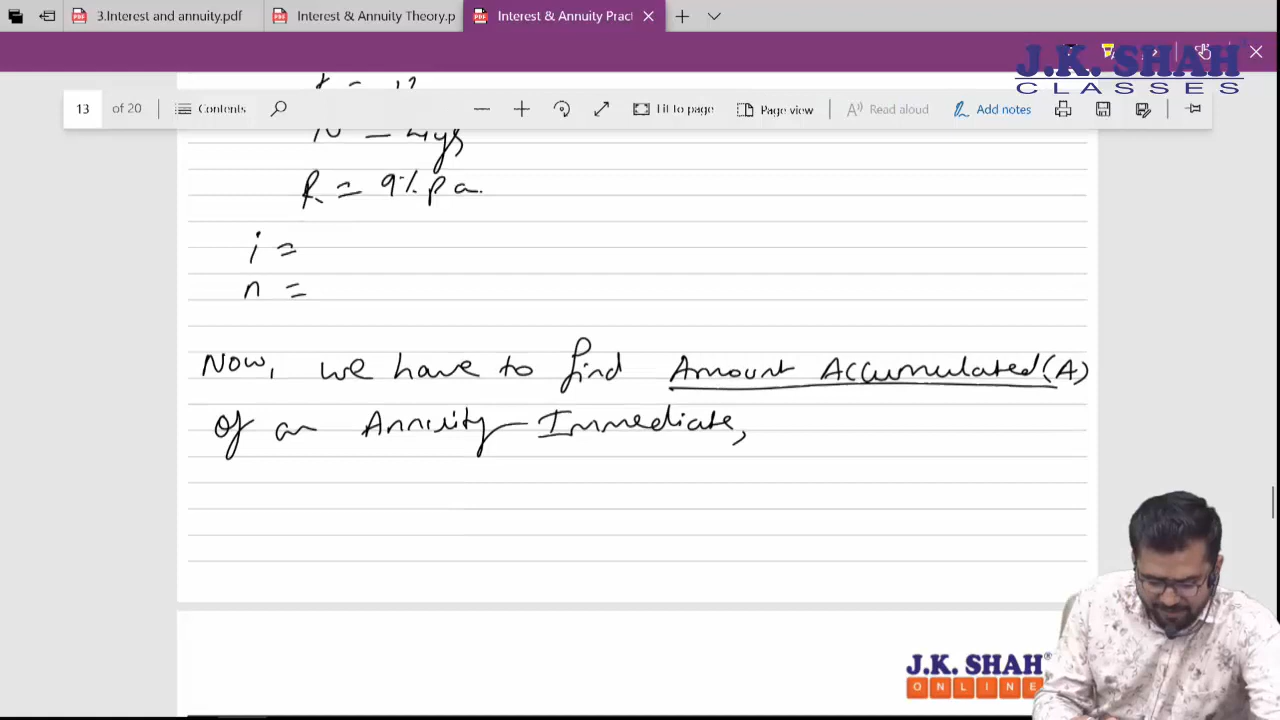 3.Interest and annuity.pdf
Interest & Annuity Theory.p
Interest & Annuity Pract
J.K. SHAH®
CLASSES
13 of 20
Contents
Fit to page
Page view
Read aloud
Add notes
R = 9% p a.
i =
n =
Now, we have to find Amount Accumulated (A)
of an Annuity-Immediate,
J.K. SHAH®
ONLINE